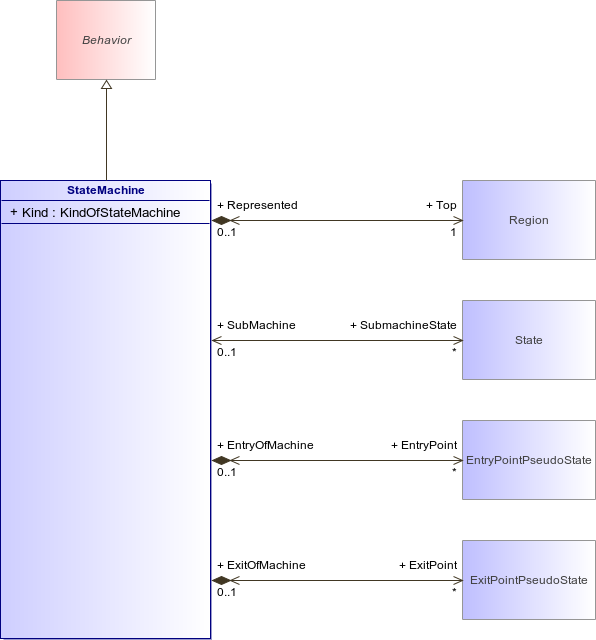 Behavior
StateMachine
+ Kind : KindOfStateMachine
+ Represented
+ Top
0..1
1
Region
+ SubMachine
+ SubmachineState
0..1
*
State
+ EntryOfMachine
+ EntryPoint
0..1
*
EntryPointPseudoState
+ ExitOfMachine
+ ExitPoint
0..1
*
ExitPointPseudoState